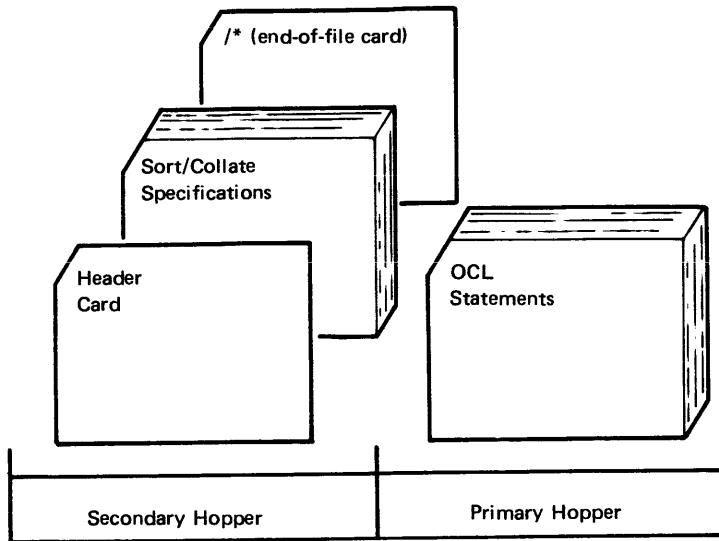 /* (end-of-file card)
Sort/Collate
Specifications
Header
Card
OCL
Statements
Secondary Hopper
Primary Hopper